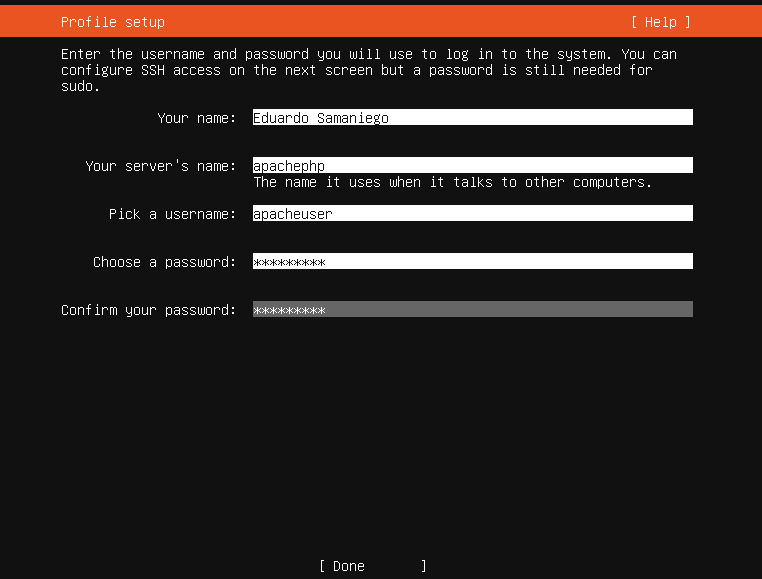 Profile setup [ Help ]
Enter the username and password you will use to log in to the system. You can
configure SSH access on the next screen but a password is still needed for
sudo.
Your name: Eduardo Samaniego
Your server's name: apachephp
The name it uses when it talks to other computers.
Pick a username: apacheuser
Choose a password: *********
Confirm your password: *********
[ Done ]